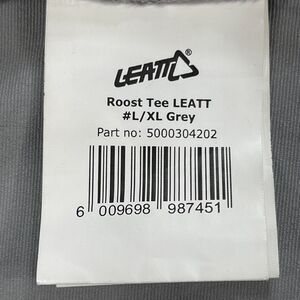 LEATT®
Roost Tee LEATT
#L/XL Grey
Part no: 5000304202
6 009698 987451